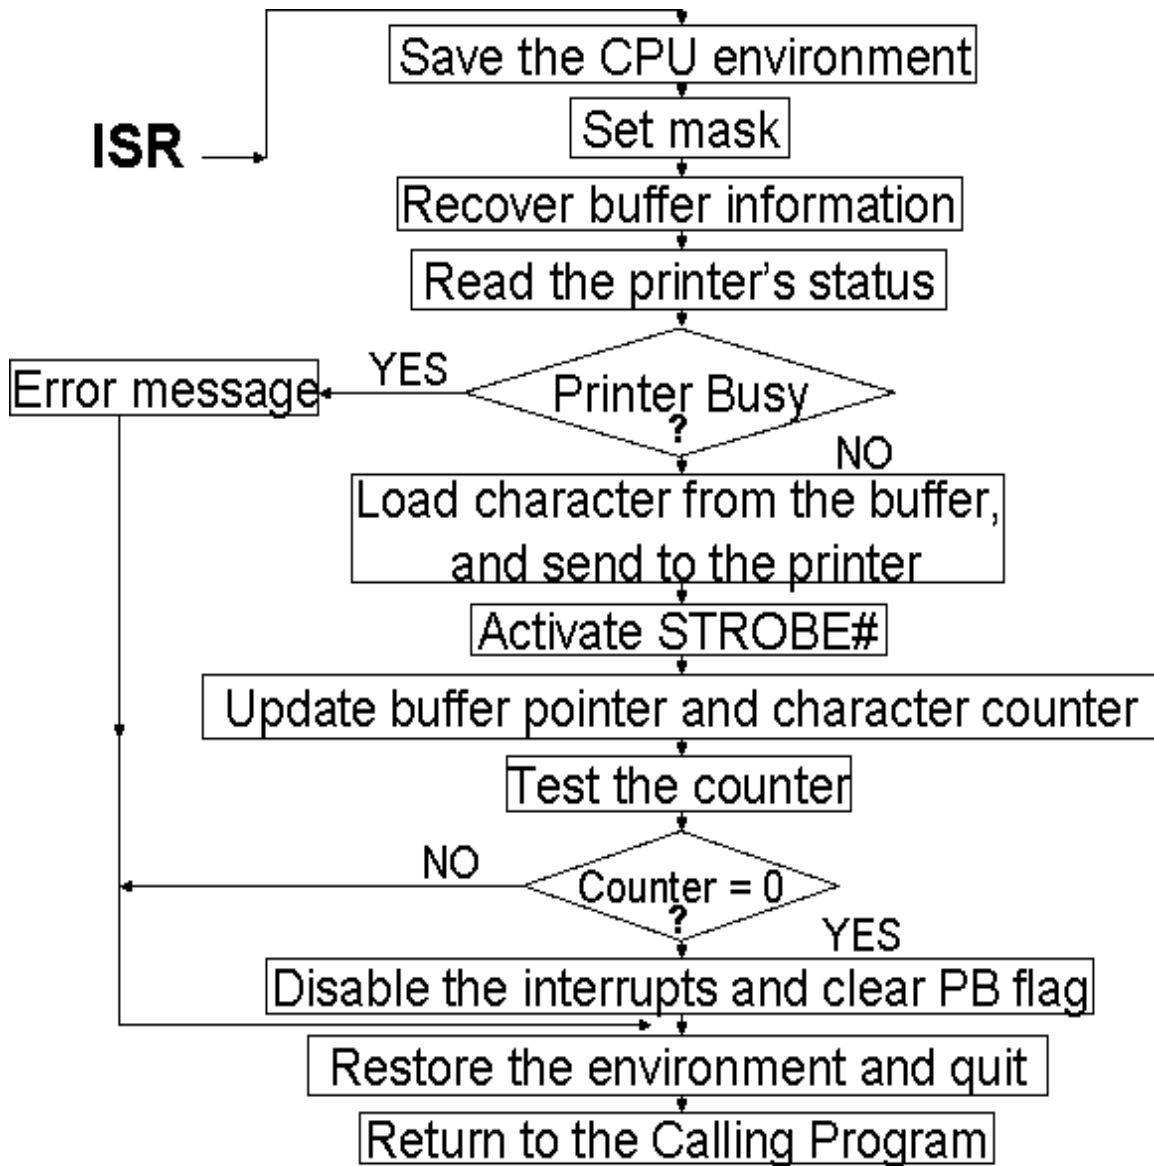 Save the CPU environment
Set mask
ISR
Recover buffer information
Read the printer's status
YES
Error message
Printer Busy
?
NO
Load character from the buffer,
and send to the printer
Activate STROBE#
Update buffer pointer and character counter
Test the counter
NO
Counter = 0
?
YES
Disable the interrupts and clear PB flag
Restore the environment and quit
Return to the Calling Program